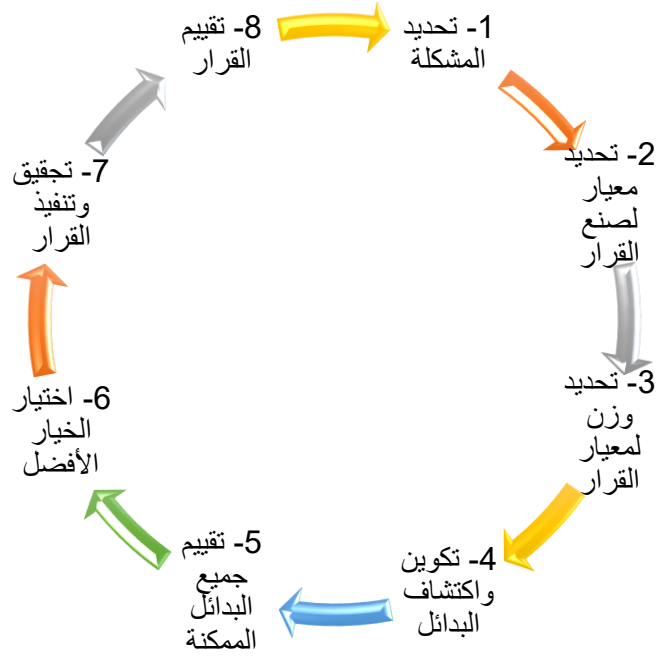 1- تحديد
المشكلة
2- تحديد
معيار
لصنع
القرار
3- تحديد
وزن
لمعيار
القرار
4- تكوين
واكتشاف
البدائل
5- تقييم
جميع
البدائل
الممكنة
6- اختيار
الخيار
الأفضل
7- تجقيق
وتنفيذ
القرار
8- تقييم
القرار